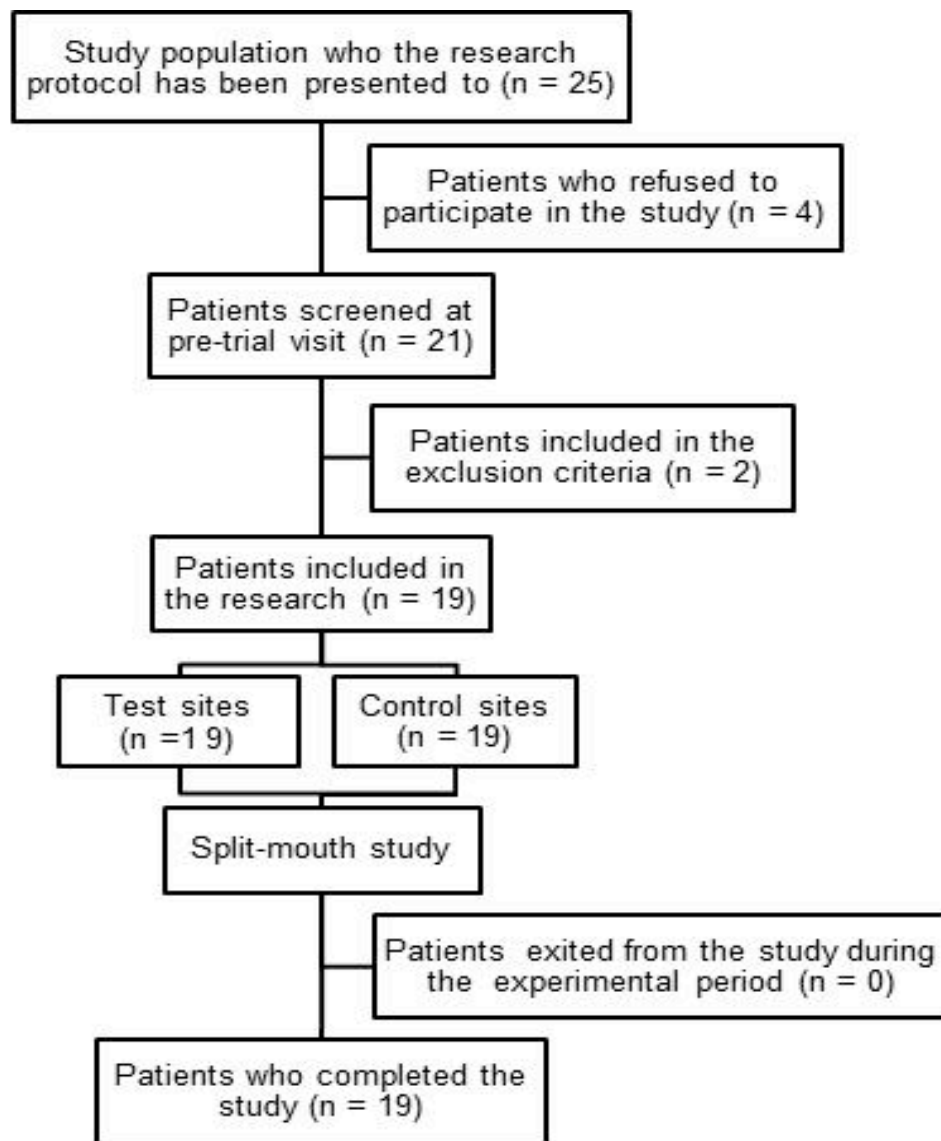 Study population who the research
protocol has been presented to (n = 25)
Patients who refused to
participate in the study (n = 4)
Patients screened at
pre-trial visit (n = 21)
Patients included in the
exclusion criteria (n = 2)
Patients included in
the research (n = 19)
Test sites
(n =1 9)
Control sites
(n = 19)
Split-mouth study
Patients exited from the study during
the experimental period (n = 0)
Patients who completed the
study (n = 19)